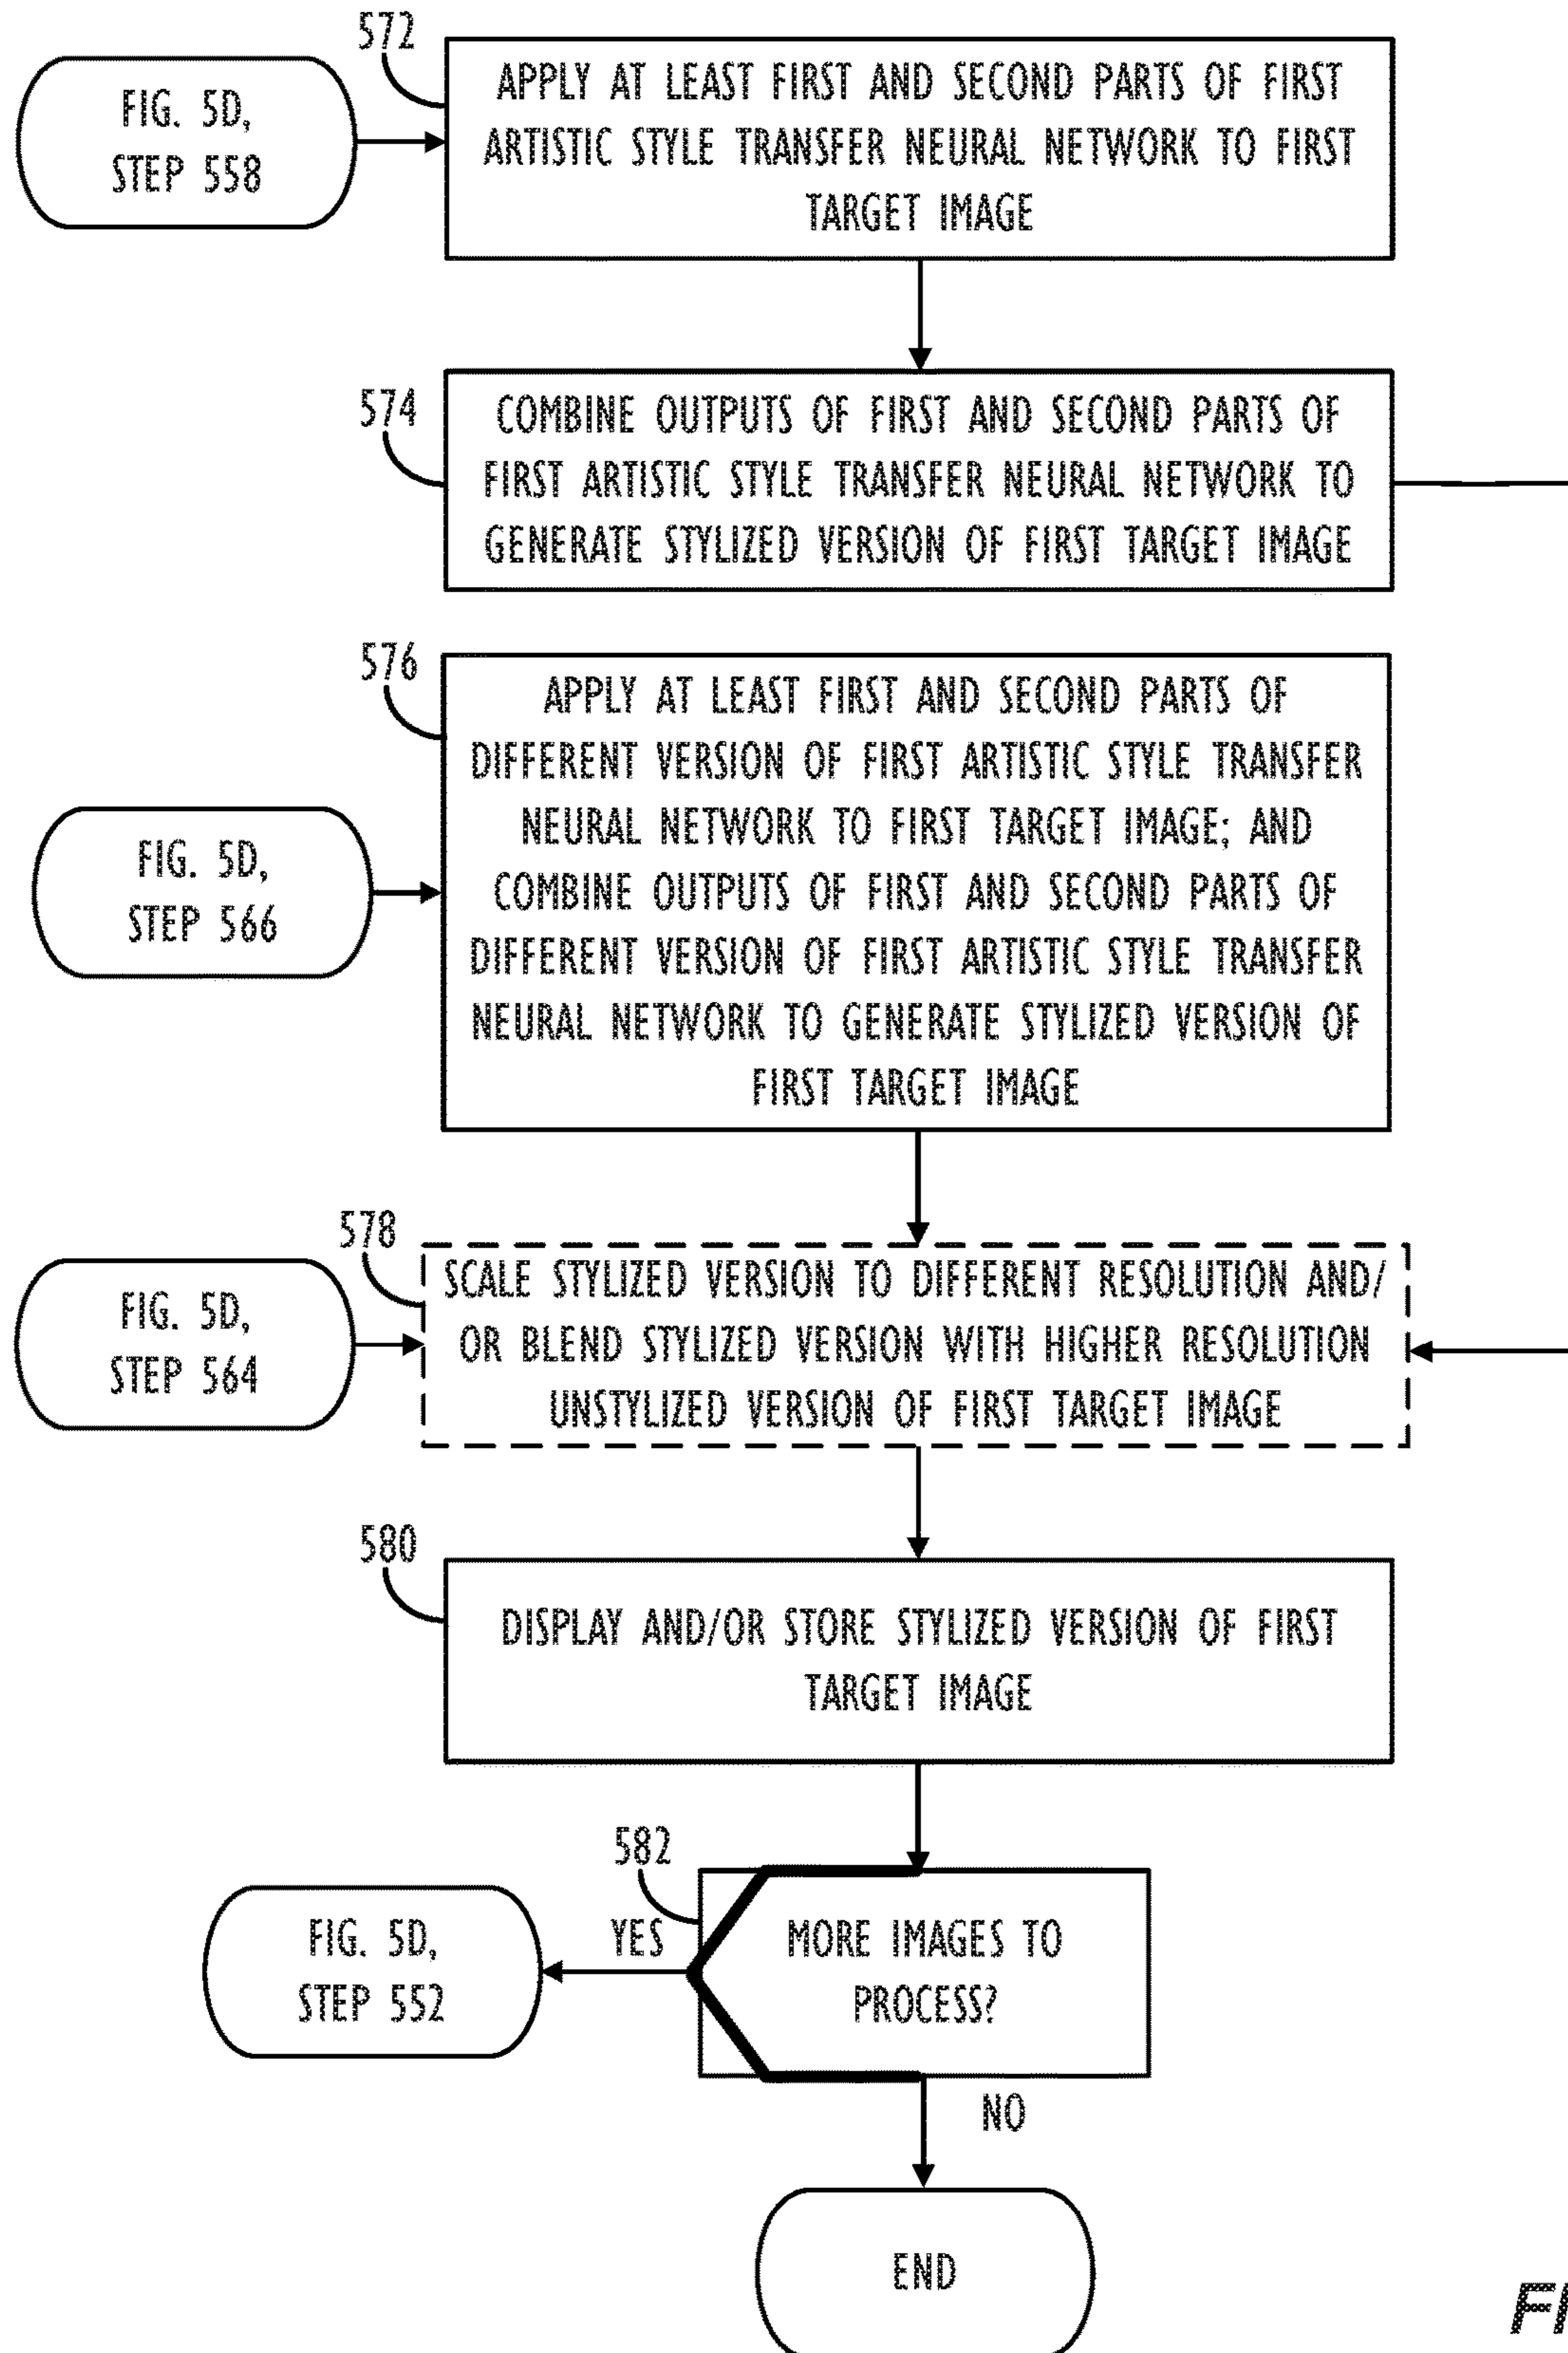 572
FIG. 5D,
STEP 558
APPLY AT LEAST FIRST AND SECOND PARTS OF FIRST
ARTISTIC STYLE TRANSFER NEURAL NETWORK TO FIRST
TARGET IMAGE
574
COMBINE OUTPUTS OF FIRST AND SECOND PARTS OF
FIRST ARTISTIC STYLE TRANSFER NEURAL NETWORK TO
GENERATE STYLIZED VERSION OF FIRST TARGET IMAGE
576
FIG. 5D,
STEP 566
APPLY AT LEAST FIRST AND SECOND PARTS OF
DIFFERENT VERSION OF FIRST ARTISTIC STYLE TRANSFER
NEURAL NETWORK TO FIRST TARGET IMAGE; AND
COMBINE OUTPUTS OF FIRST AND SECOND PARTS OF
DIFFERENT VERSION OF FIRST ARTISTIC STYLE TRANSFER
NEURAL NETWORK TO GENERATE STYLIZED VERSION OF
FIRST TARGET IMAGE
578
FIG. 5D,
STEP 564
SCALE STYLIZED VERSION TO DIFFERENT RESOLUTION AND/
OR BLEND STYLIZED VERSION WITH HIGHER RESOLUTION
UNSTYLIZED VERSION OF FIRST TARGET IMAGE
580
DISPLAY AND/OR STORE STYLIZED VERSION OF FIRST
TARGET IMAGE
582
FIG. 5D,
STEP 552
YES
MORE IMAGES TO
PROCESS?
NO
END